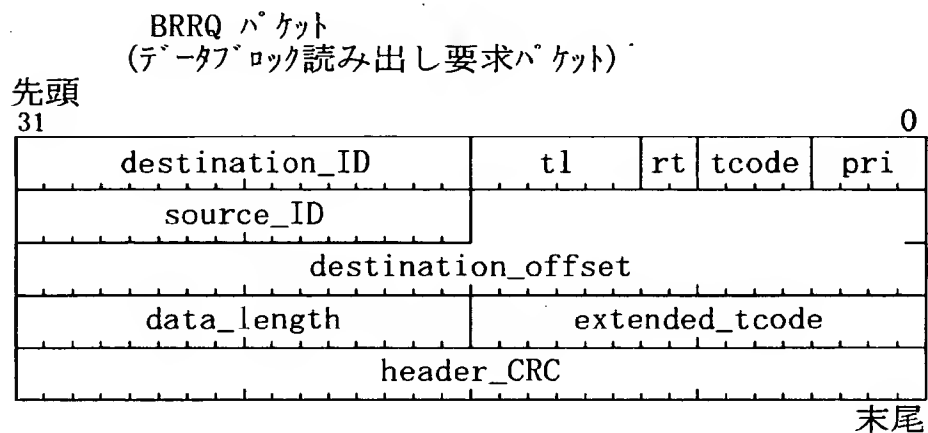 BRRQ ﾊﾟｹｯﾄ
(ﾃﾞｰﾀﾌﾞﾛｯｸ読み出し要求ﾊﾟｹｯﾄ)
先頭
31 0
destination_ID tl rt tcode pri
source_ID
destination_offset
data_length extended_tcode
header_CRC
末尾